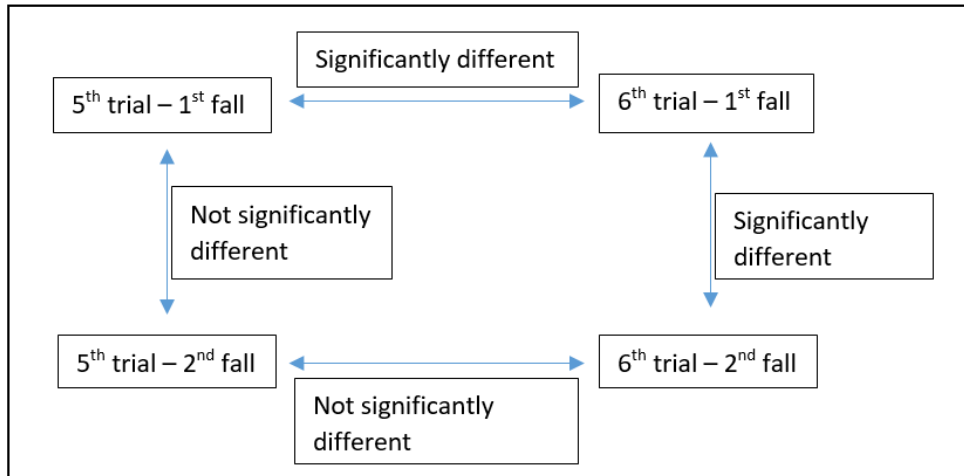 Significantly different
5th trial – 1st fall
6th trial – 1st fall
Not significantly
different
Significantly
different
5th trial – 2nd fall
6th trial – 2nd fall
Not significantly
different